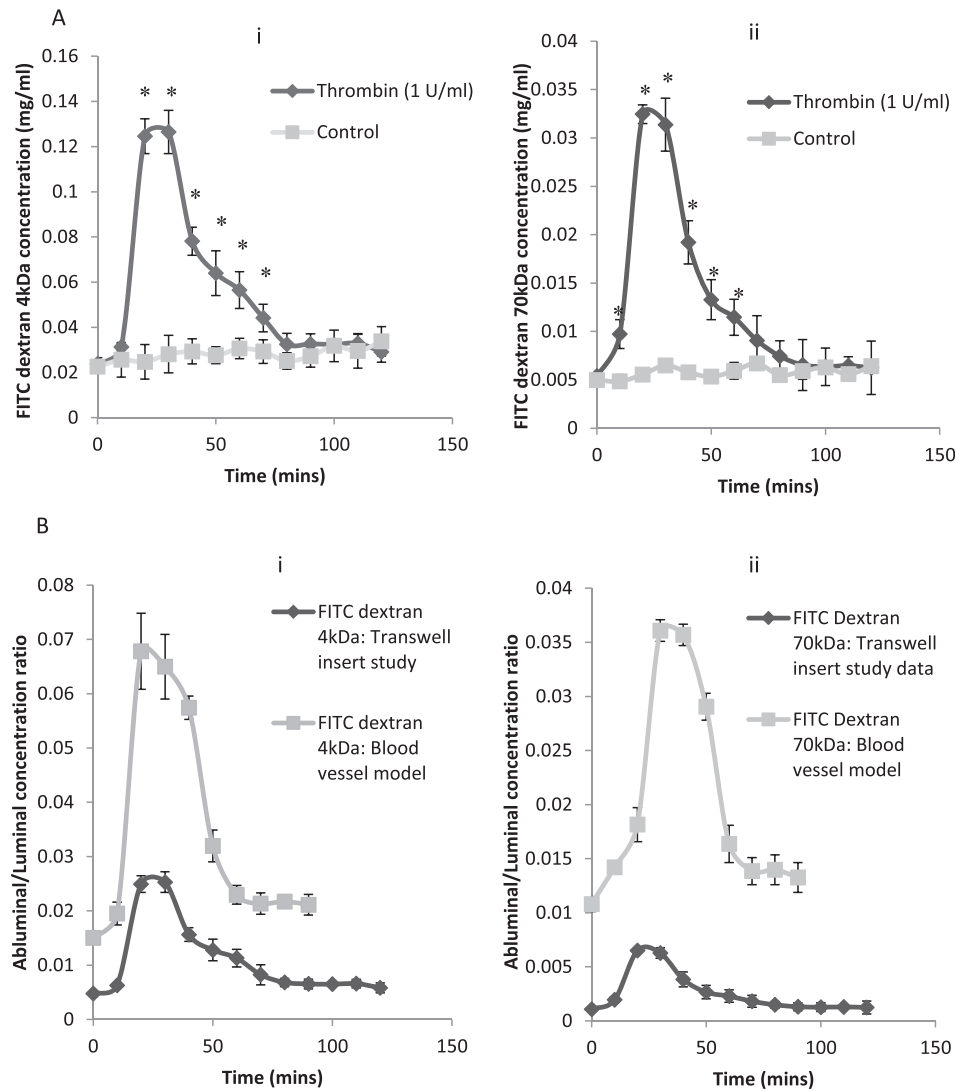 A
i
FITC dextran 4kDa concentration (mg/ml)
0.16
0.14
0.12
0.1
0.08
0.06
0.04
0.02
0
* * * * * *
Thrombin (1 U/ml)
Control
0 50 100 150
Time (mins)
ii
FITC dextran 70kDa concentration (mg/ml)
0.04
0.035
0.03
0.025
0.02
0.015
0.01
0.005
0
* * * * * *
Thrombin (1 U/ml)
Control
0 50 100 150
Time (mins)
B
i
Abluminal/Luminal concentration ratio
0.08
0.07
0.06
0.05
0.04
0.03
0.02
0.01
0
FITC dextran
4kDa: Transwell
insert study
FITC dextran
4kDa: Blood
vessel model
0 50 100 150
Time (mins)
ii
Abluminal/Luminal concentration ratio
0.04
0.035
0.03
0.025
0.02
0.015
0.01
0.005
0
FITC Dextran
70kDa: Transwell
insert study data
FITC Dextran
70kDa: Blood
vessel model
0 50 100 150
Time (mins)